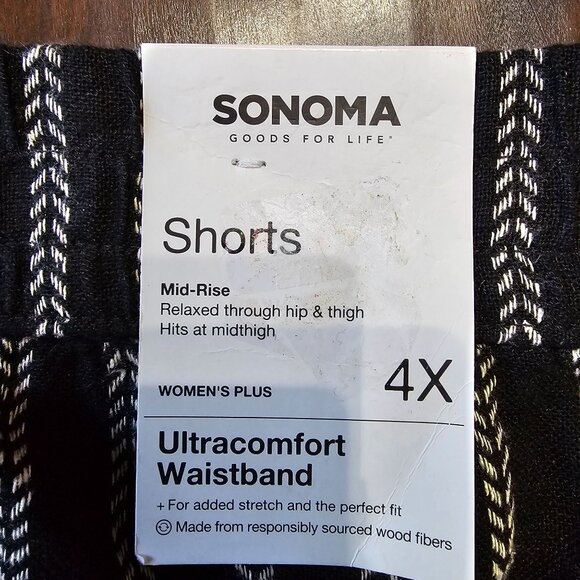 SONOMA
GOODS FOR LIFE
Shorts
Mid-Rise
Relaxed through hip & thigh
Hits at midthigh
WOMEN'S PLUS
4X
Ultracomfort
Waistband
+ For added stretch and the perfect fit
Made from responsibly sourced wood fibers